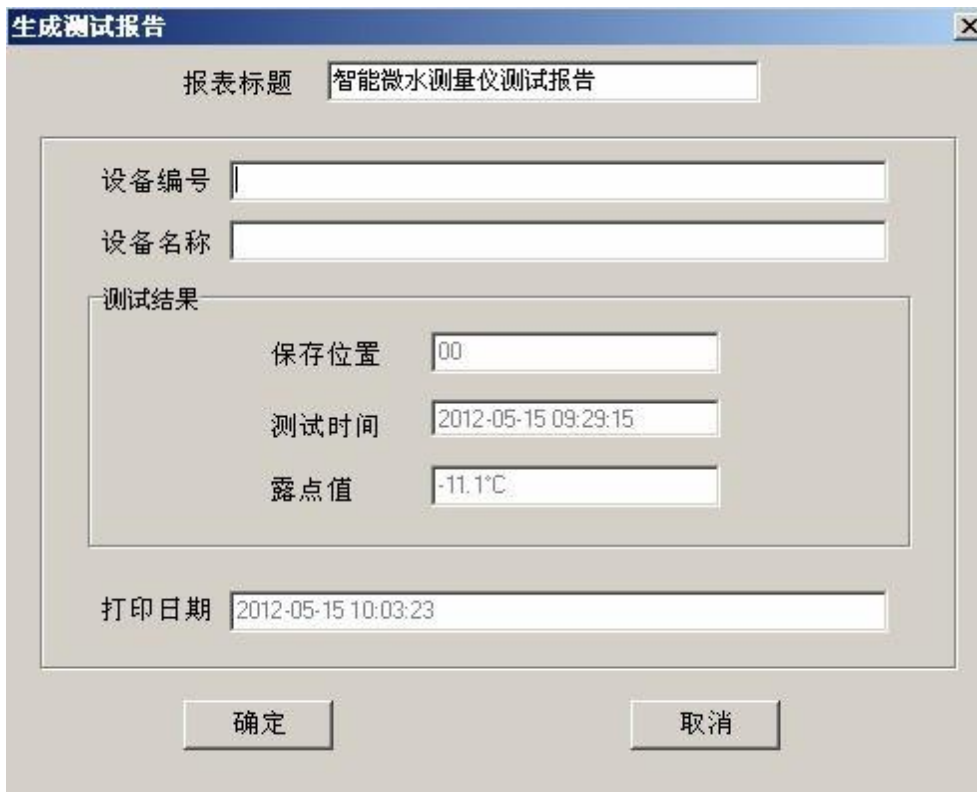 生成测试报告
报表标题 智能微水测量仪测试报告
设备编号
设备名称
测试结果
保存位置 00
测试时间 2012-05-15 09:29:15
露点值 -11.1°C
打印日期 2012-05-15 10:03:23
确定 取消